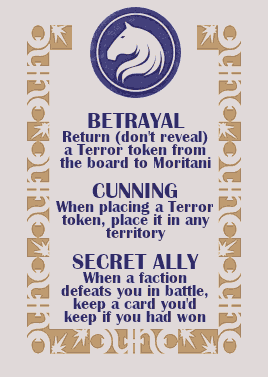 BETRAYAL
Return (don't reveal)
a Terror token from
the board to Moritani
CUNNING
When placing a Terror
token, place it in any
territory
SECRET ALLY
When a faction
defeats you in battle,
keep a card you'd
keep if you had won